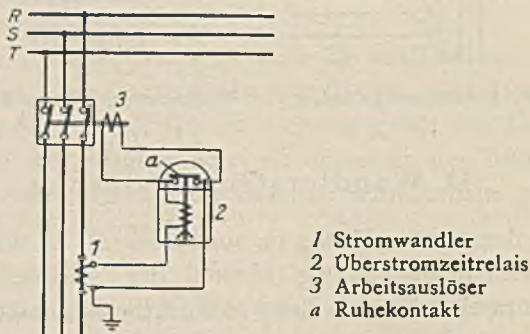 R
S
T
3
a
2
1
1 Stromwandler
2 Überstromzeitrelais
3 Arbeitsauslöser
a Ruhekontakt